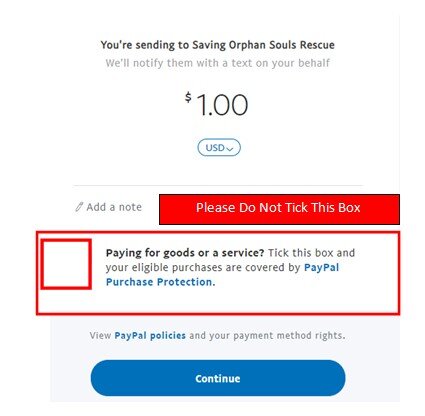 You're sending to Saving Orphan Souls Rescue
We'll notify them with a text on your behalf
$1.00
USD
Add a note
Please Do Not Tick This Box
Paying for goods or a service? Tick this box and
your eligible purchases are covered by PayPal
Purchase Protection.
View PayPal policies and your payment method rights.
Continue